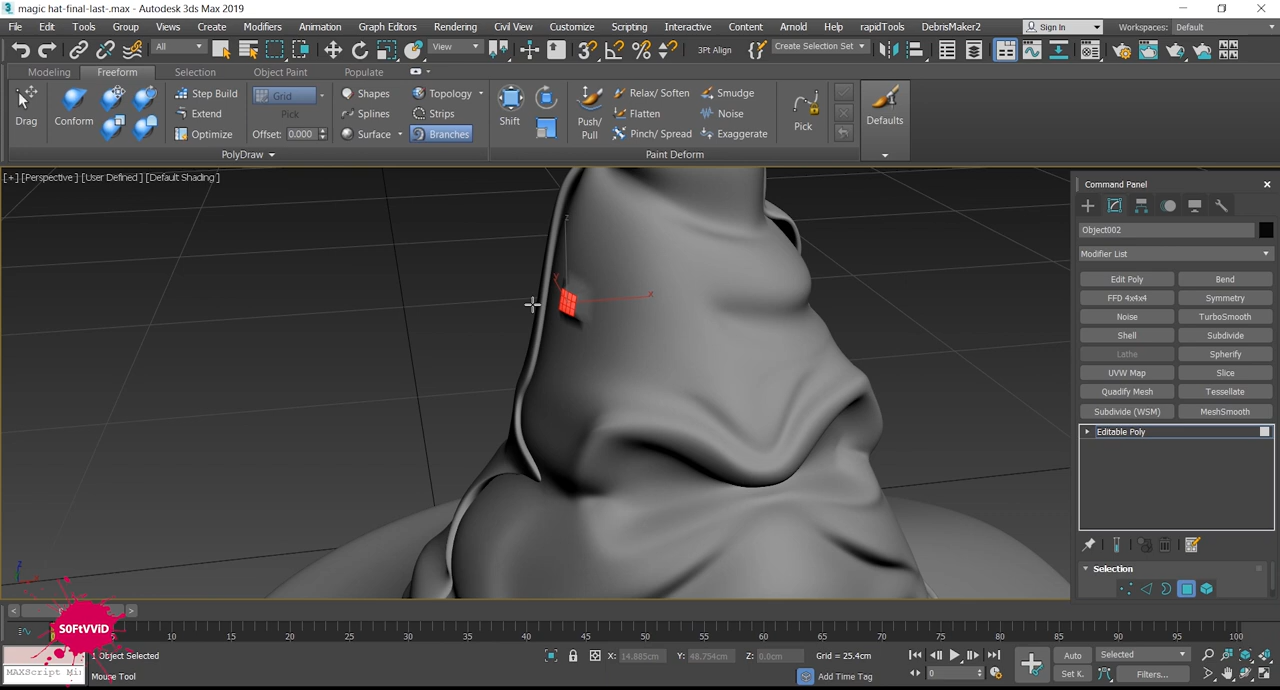 magic hat-final-last-.max - Autodesk 3ds Max 2019
File Edit Tools Group Views Create Modifiers Animation Graph Editors Rendering Civil View Customize Scripting Interactive Content Arnold Help rapidTools DebrisMaker2 Sign In Workspaces: Default
All View 3Pt Align Create Selection Set
Modeling Freeform Selection Object Paint Populate
Drag Conform Step Build Extend Optimize Grid Pick Offset: 0.000 Shapes Splines Surface Topology Strips Branches
Shift Push/ Pull Relax/ Soften Flatten Pinch/ Spread Smudge Noise Exaggerate Pick Defaults
PolyDraw Paint Deform
[+] [Perspective] [User Defined] [Default Shading]
z
y
x
Command Panel
Object002
Modifier List
Edit Poly Bend
FFD 4x4x4 Symmetry
Noise TurboSmooth
Shell Subdivide
Lathe Spherify
UVW Map Slice
Quadify Mesh Tessellate
Subdivide (WSM) MeshSmooth
Editable Poly
Selection
S0FtVViD
10 15 20 25 30 35 40 45 50 55 60 65 70 75 80 85 90 95 100
1 Object Selected X: 14.885cm Y: 48.754cm Z: 0.0cm Grid = 25.4cm Auto Selected
MAXScript Mi Mouse Tool Add Time Tag 0 Set K. Filters...